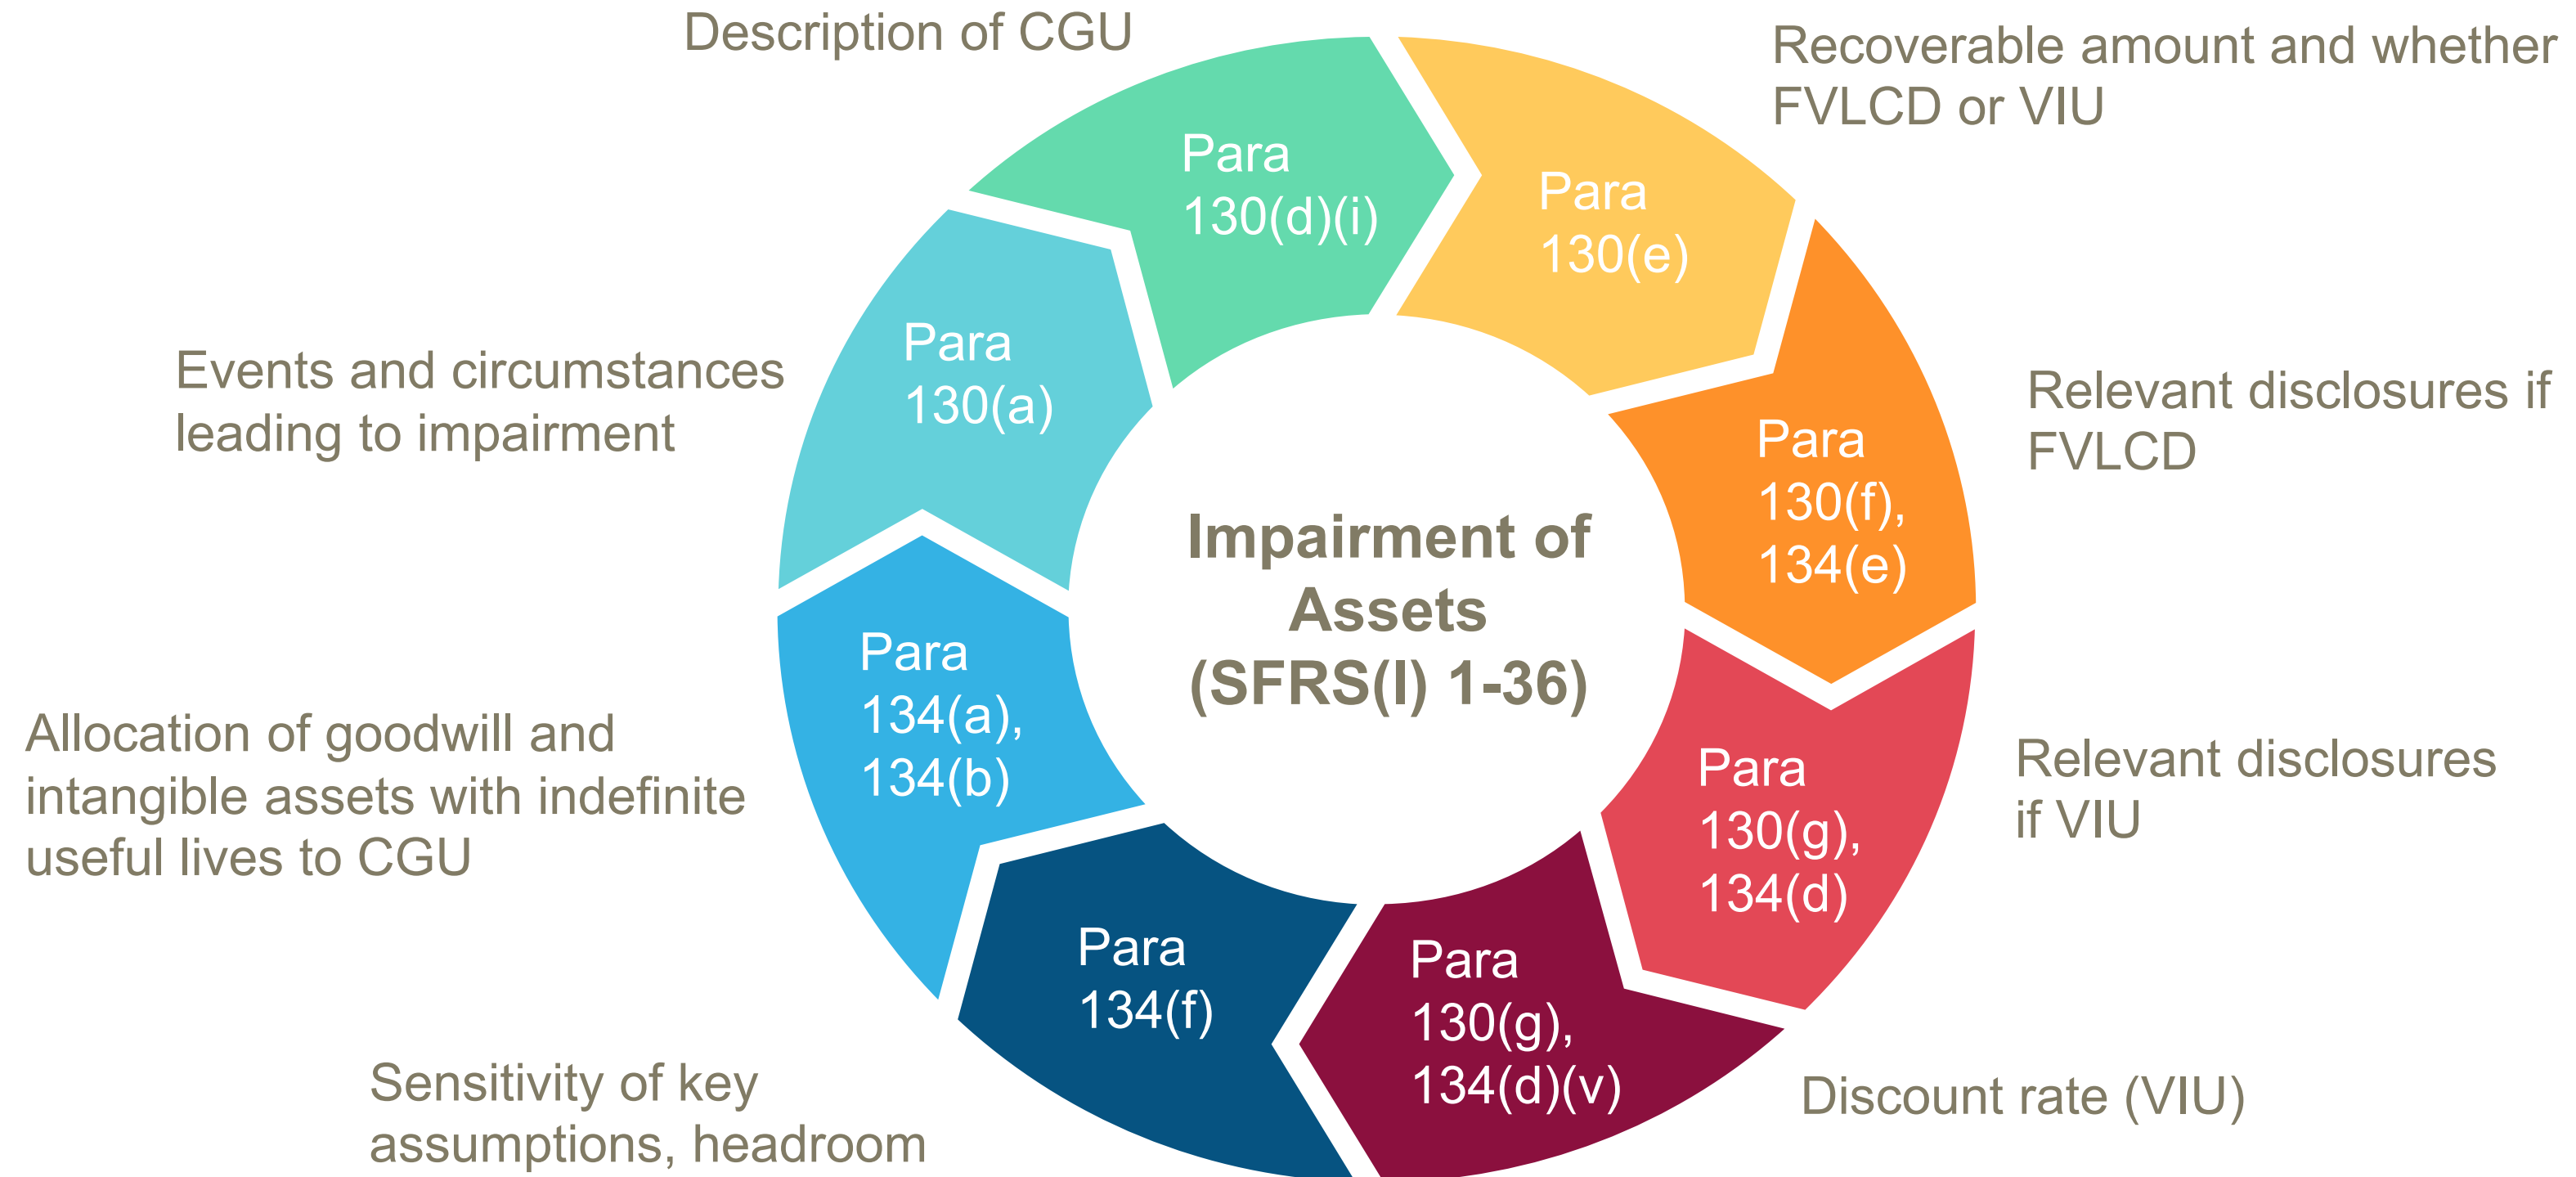 Description of CGU
Para
130(d)(i)
Recoverable amount and whether
FVLCD or VIU
Para
130(e)
Relevant disclosures if
FVLCD
Para
130(f),
134(e)
Relevant disclosures
if VIU
Para
130(g),
134(d)
Discount rate (VIU)
Para
130(g),
134(d)(v)
Sensitivity of key
assumptions, headroom
Para
134(f)
Allocation of goodwill and
intangible assets with indefinite
useful lives to CGU
Para
134(a),
134(b)
Events and circumstances
leading to impairment
Para
130(a)
Impairment of
Assets
(SFRS(I) 1-36)